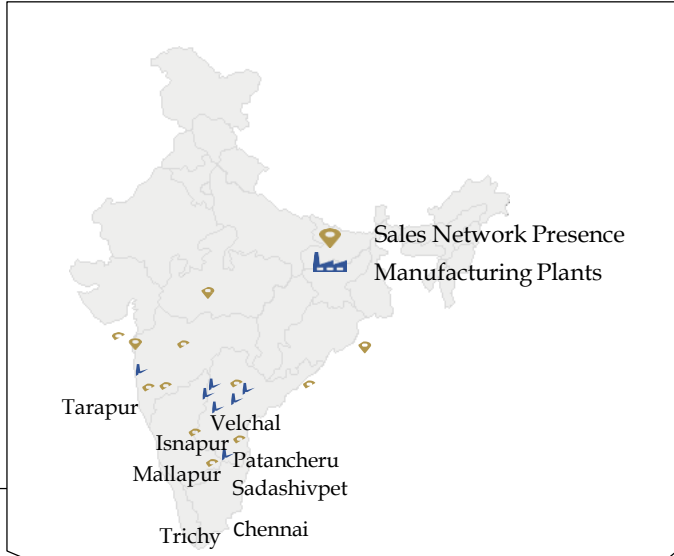 Sales Network Presence
Manufacturing Plants
Tarapur
Velchal
Isnapur
Patancheru
Mallapur
Sadashivpet
Trichy
Chennai